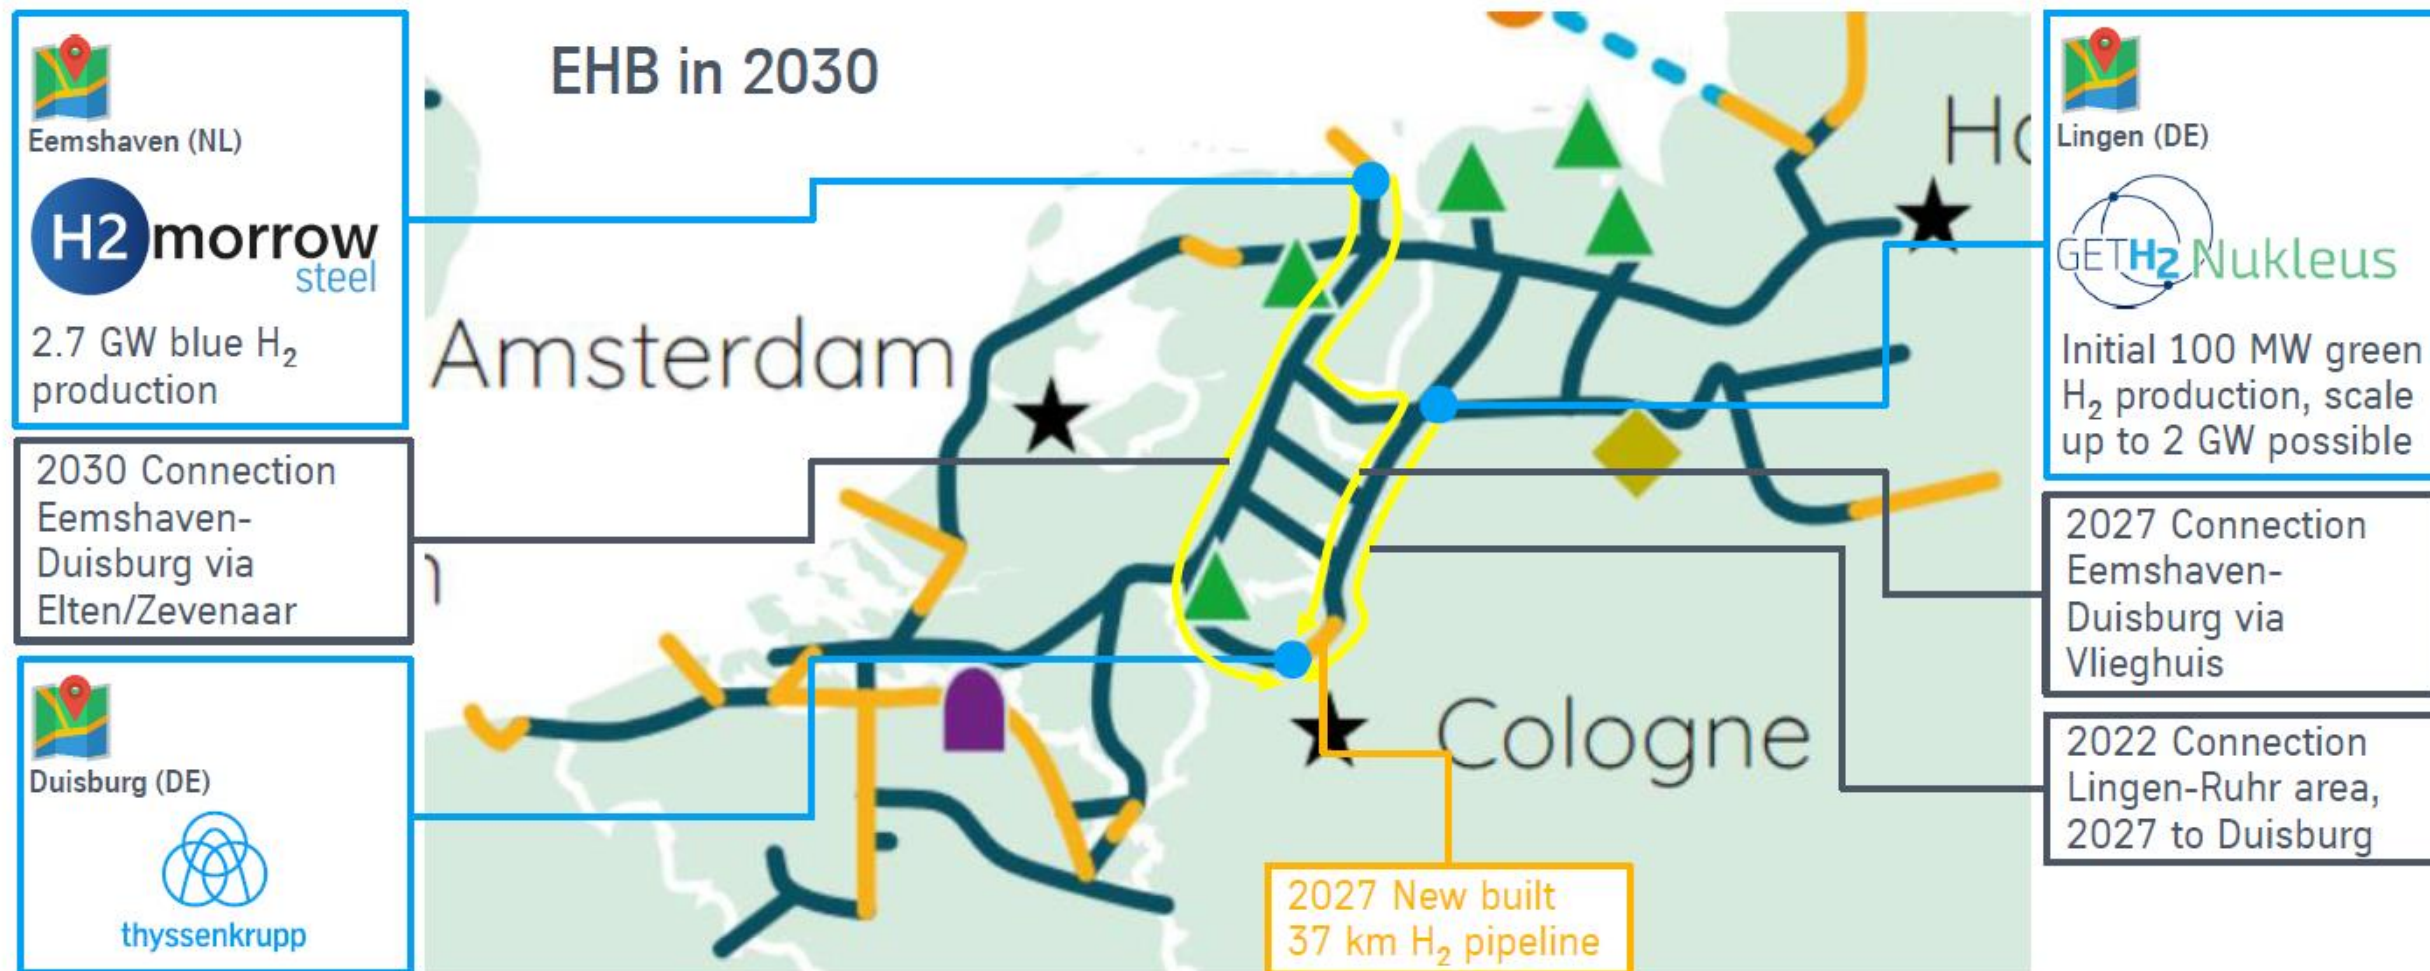 EHB in 2030
Eemshaven (NL)
H2morrow
steel
2.7 GW blue H₂
production
2030 Connection
Eemshaven-
Duisburg via
Elten/Zevenaar
Duisburg (DE)
thyssenkrupp
Amsterdam
Cologne
2027 New built
37 km H₂ pipeline
Lingen (DE)
GETH2 Nukleus
Initial 100 MW green
H₂ production, scale
up to 2 GW possible
2027 Connection
Eemshaven-
Duisburg via
Vlieghuis
2022 Connection
Lingen-Ruhr area,
2027 to Duisburg